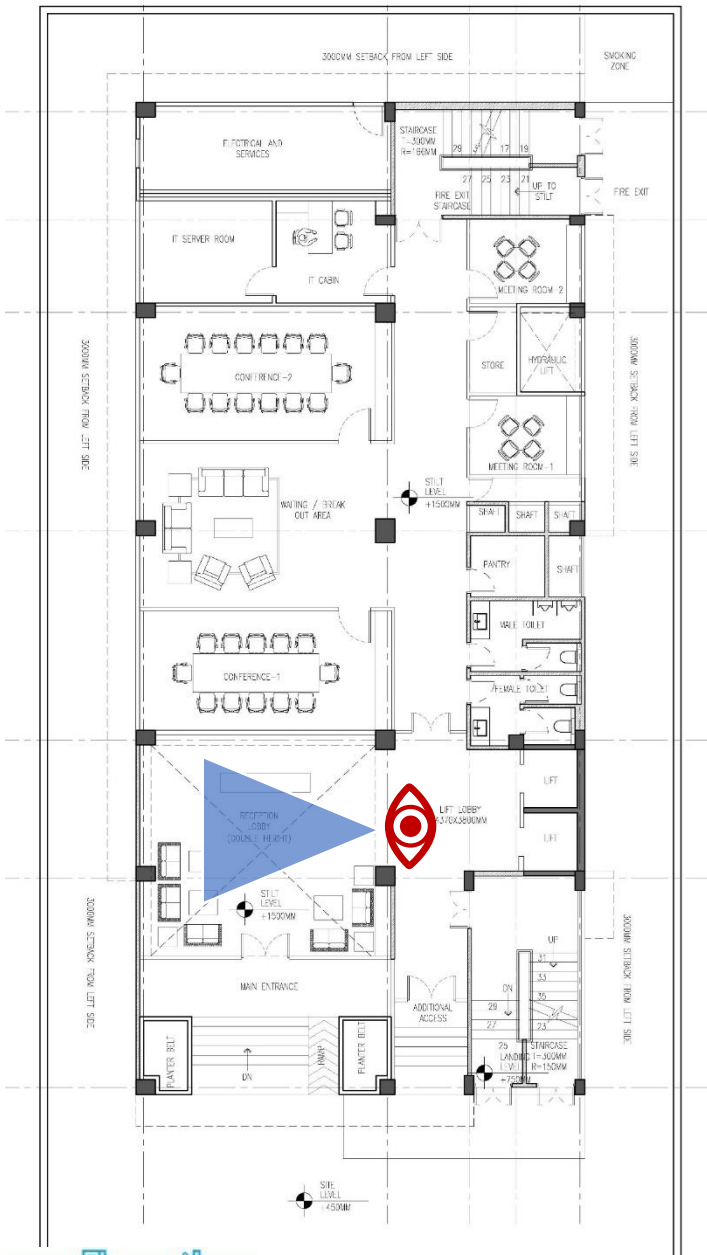 3000MM SETBACK FROM LEFT SIDE
SMOKING
ZONE
ELECTRICAL AND
SERVICES
STAIRCASE
T=300MM
R=166MM
29
17
19
27
25
23
21
UP TO
STILT
FIRE EXIT
STAIRCASE
FIRE EXIT
IT SERVER ROOM
IT CABIN
MEETING ROOM-2
3000MM SETBACK FROM LEFT SIDE
CONFERENCE-2
STORE
HYDRAULIC
LIFT
3000MM SETBACK FROM LEFT SIDE
MEETING ROOM-1
STILT
LEVEL
+1500MM
WAITING / BREAK
OUT AREA
SHAFT
SHAFT
SHAFT
PANTRY
SHAFT
MALE TOILET
CONFERENCE-1
FEMALE TOILET
LIFT
LIFT LOBBY
4370X3800MM
RECEPTION
LOBBY
(DOUBLE HEIGHT)
LIFT
STILT
LEVEL
+1500MM
3000MM SETBACK FROM LEFT SIDE
3000MM SETBACK FROM LEFT SIDE
UP
31
33
35
DN
29
27
23
25
MAIN ENTRANCE
ADDITIONAL
ACCESS
PLANTER BELT
DN
RAMP
PLANTER BELT
STAIRCASE
T=300MM
R=150MM
LANDING
LEVEL
+750MM
SITE
LEVEL
+450MM